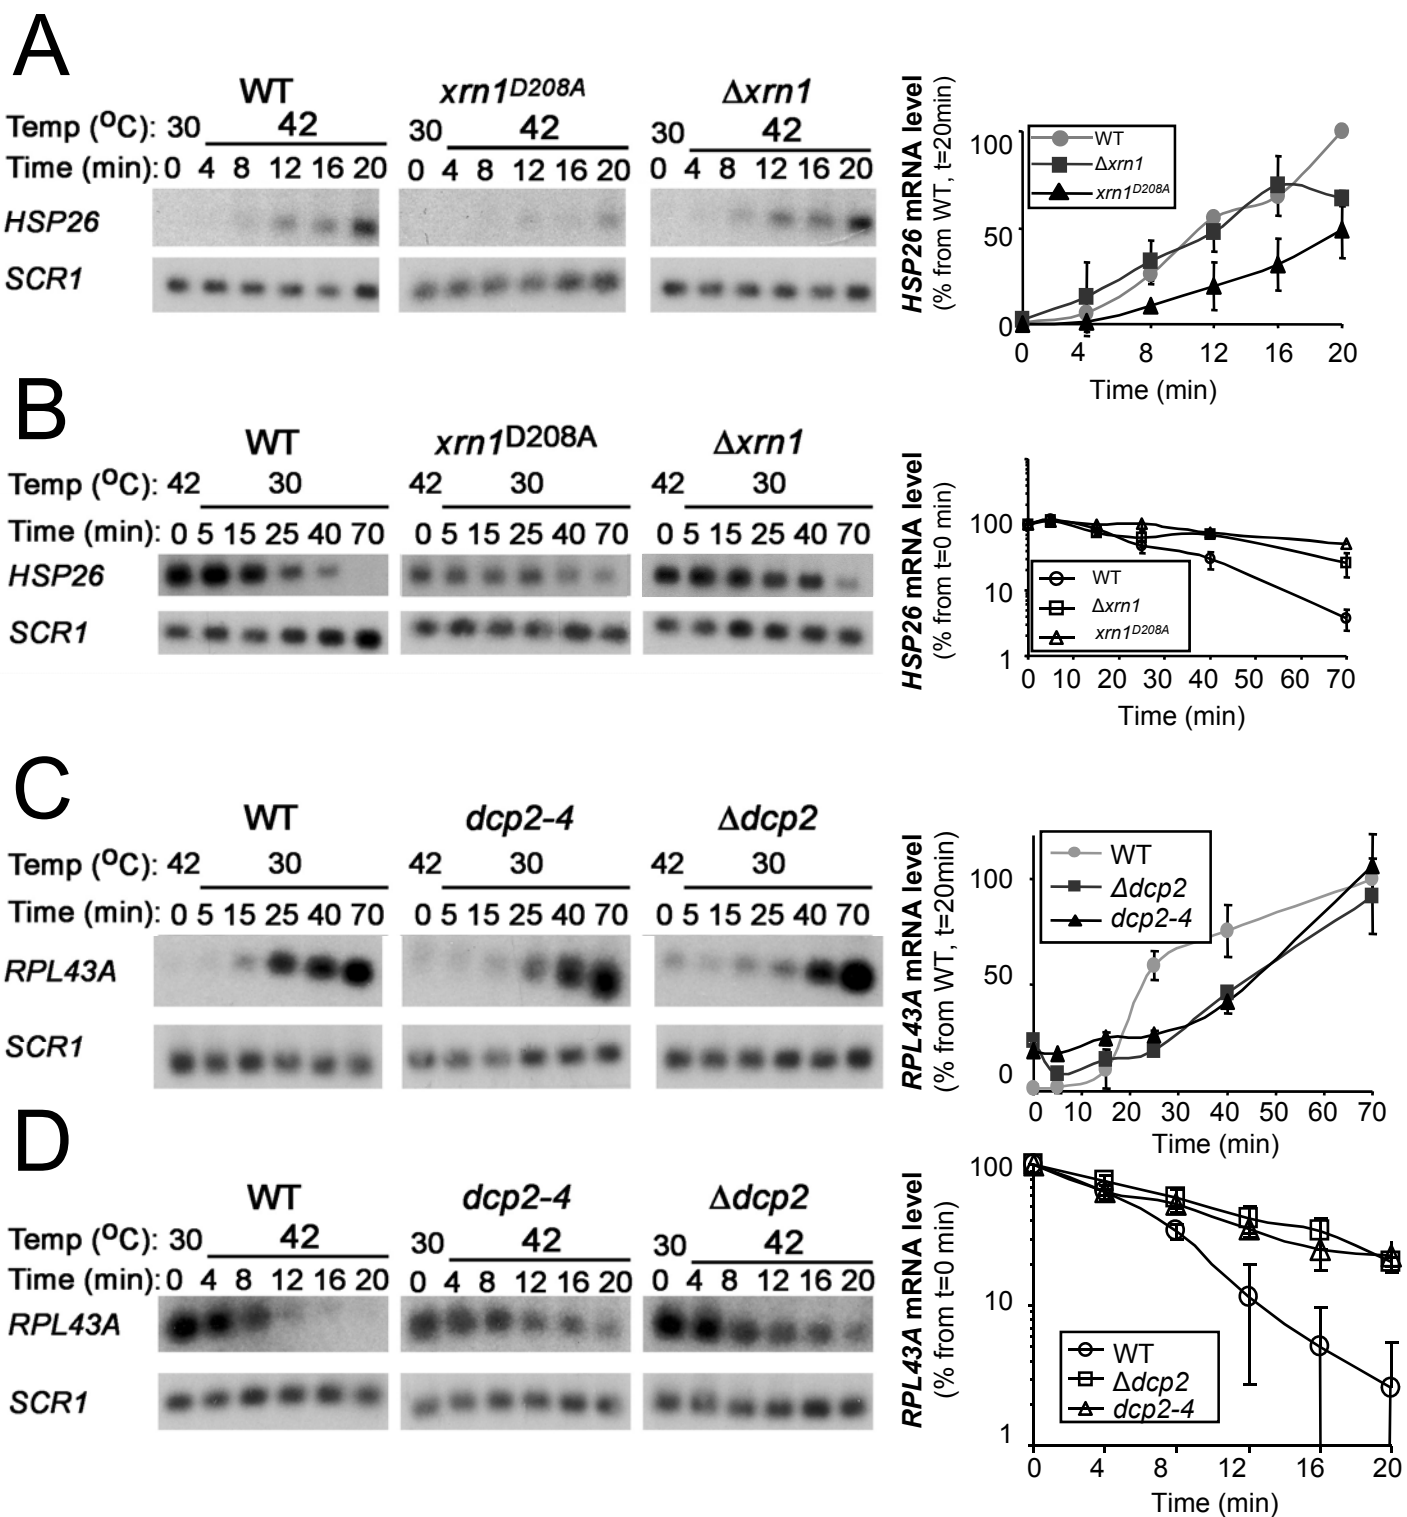 A
WT xrn1D208A Δxrn1
Temp (°C): 30 42 30 42 30 42
Time (min): 0 4 8 12 16 20 0 4 8 12 16 20 0 4 8 12 16 20
HSP26
SCR1
HSP26 mRNA level
(% from WT, t=20min)
100
50
0
WT
Δxrn1
xrn1D208A
0 4 8 12 16 20
Time (min)
B
WT xrn1D208A Δxrn1
Temp (°C): 42 30 42 30 42 30
Time (min): 0 5 15 25 40 70 0 5 15 25 40 70 0 5 15 25 40 70
HSP26
SCR1
HSP26 mRNA level
(% from t=0 min)
100
10
1
WT
Δxrn1
xrn1D208A
0 10 20 30 40 50 60 70
Time (min)
C
WT dcp2-4 Δdcp2
Temp (°C): 42 30 42 30 42 30
Time (min): 0 5 15 25 40 70 0 5 15 25 40 70 0 5 15 25 40 70
RPL43A
SCR1
RPL43A mRNA level
(% from WT, t=20min)
100
50
0
WT
Δdcp2
dcp2-4
0 10 20 30 40 50 60 70
Time (min)
D
WT dcp2-4 Δdcp2
Temp (°C): 30 42 30 42 30 42
Time (min): 0 4 8 12 16 20 0 4 8 12 16 20 0 4 8 12 16 20
RPL43A
SCR1
RPL43A mRNA level
(% from t=0 min)
100
10
1
WT
Δdcp2
dcp2-4
0 4 8 12 16 20
Time (min)